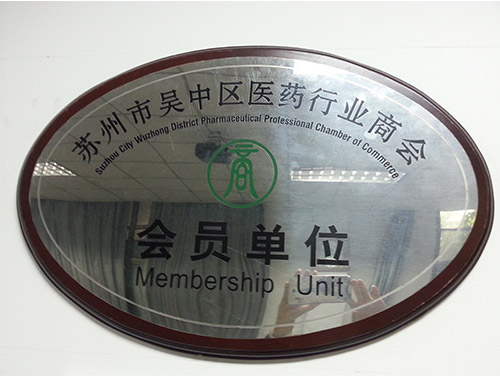 苏州市吴中区医药行业商会
Suzhou City Wuzhong District Pharmaceutical Professional Chamber of Commerce
商
会员单位
Membership Unit